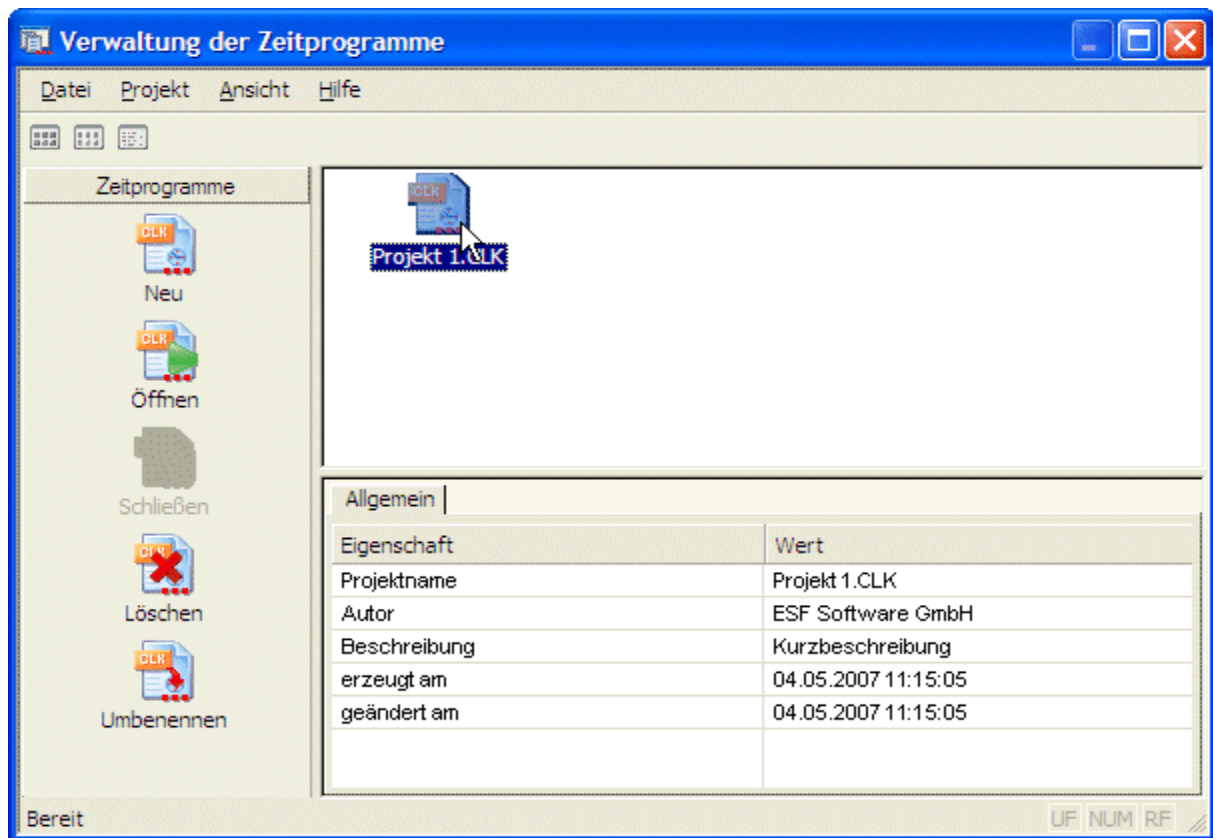 Verwaltung der Zeitprogramme
Datei Projekt Ansicht Hilfe
Zeitprogramme
CLK
Neu
CLK
Öffnen
Schließen
CLK
Löschen
CLK
Umbenennen
CLK
Projekt 1.CLK
Allgemein
Eigenschaft Wert
Projektname Projekt 1.CLK
Autor ESF Software GmbH
Beschreibung Kurzbeschreibung
erzeugt am 04.05.2007 11:15:05
geändert am 04.05.2007 11:15:05
Bereit UF NUM RF